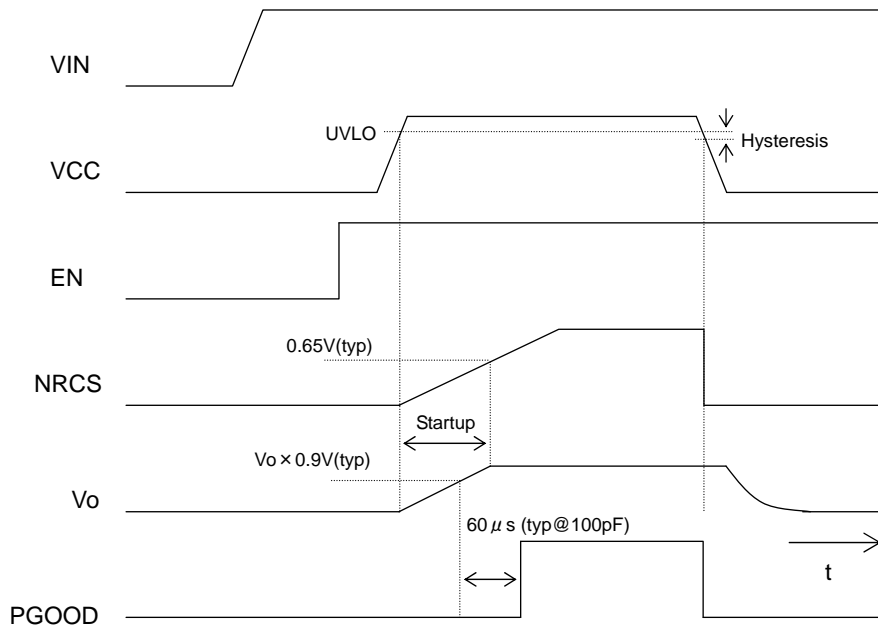 VIN
UVLO
Hysteresis
VCC
EN
0.65V(typ)
NRCS
Startup
Vo×0.9V(typ)
Vo
60μs (typ@100pF)
t
PGOOD